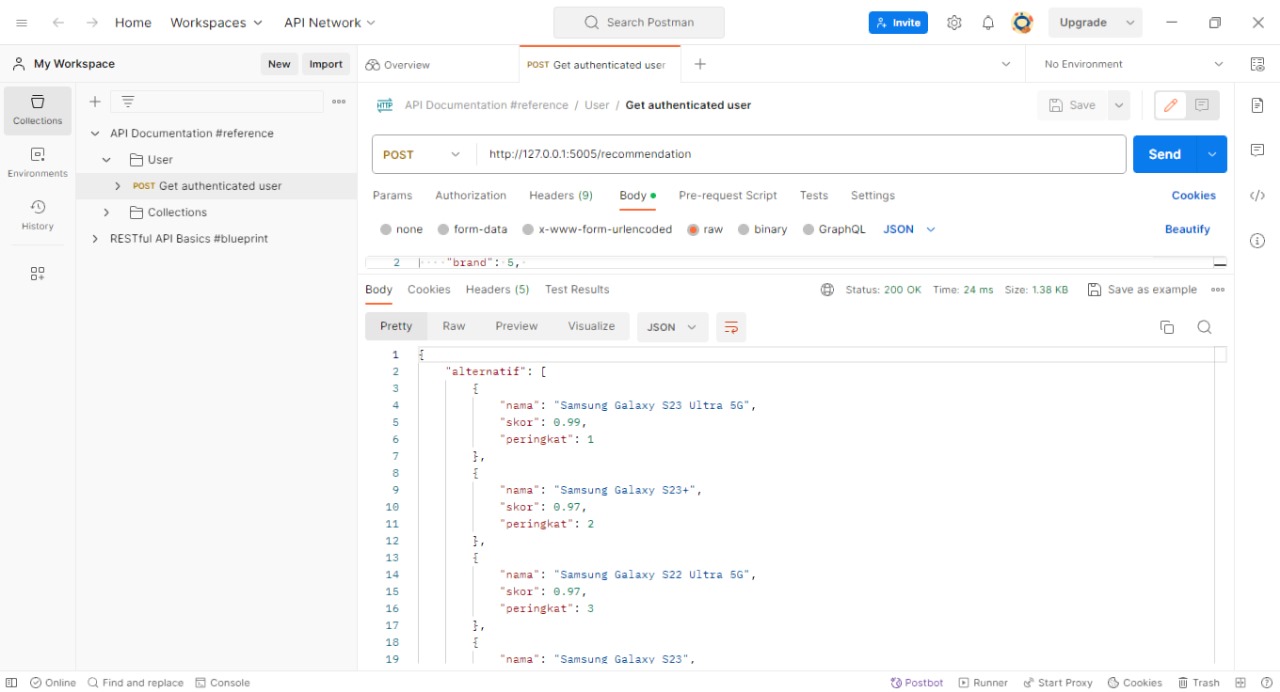 Home Workspaces API Network Search Postman Invite Upgrade
My Workspace New Import Overview POST Get authenticated user No Environment
Collections
Environments
History
API Documentation #reference
User
POST Get authenticated user
Collections
RESTful API Basics #blueprint
HTTP API Documentation #reference / User / Get authenticated user Save
POST http://127.0.0.1:5005/recommendation Send
Params Authorization Headers (9) Body Pre-request Script Tests Settings Cookies
none form-data x-www-form-urlencoded raw binary GraphQL JSON Beautify
2 "brand": 5,
Body Cookies Headers (5) Test Results Status: 200 OK Time: 24 ms Size: 1.38 KB Save as example
Pretty Raw Preview Visualize JSON
1 {
2 "alternatif": [
3 {
4 "nama": "Samsung Galaxy S23 Ultra 5G",
5 "skor": 0.99,
6 "peringkat": 1
7 },
8 {
9 "nama": "Samsung Galaxy S23+",
10 "skor": 0.97,
11 "peringkat": 2
12 },
13 {
14 "nama": "Samsung Galaxy S22 Ultra 5G",
15 "skor": 0.97,
16 "peringkat": 3
17 },
18 {
19 "nama": "Samsung Galaxy S23",
Online Find and replace Console Postbot Runner Start Proxy Cookies Trash